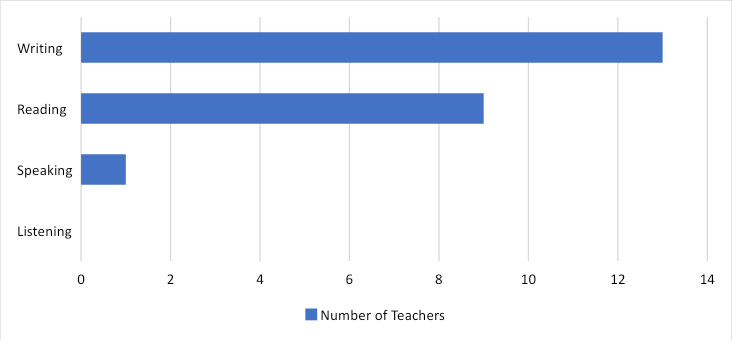 Writing
Reading
Speaking
Listening
0 2 4 6 8 10 12 14
Number of Teachers